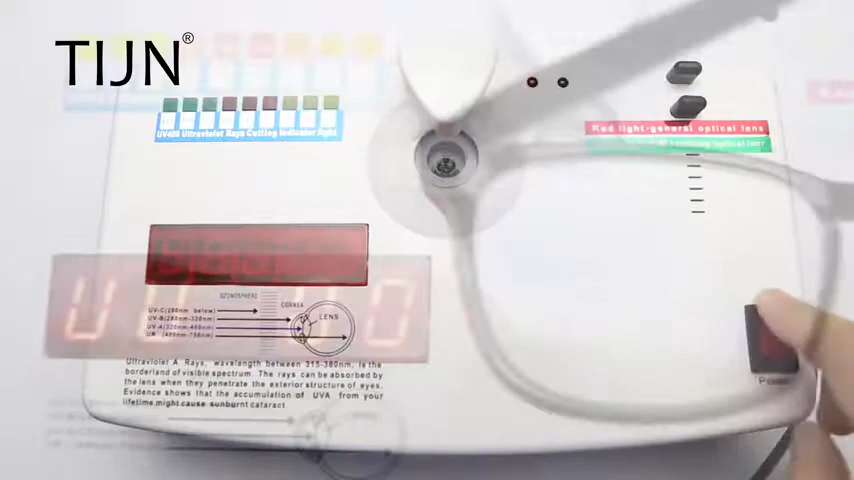 TIJN®
UV400 Ultraviolet Rays Cutting indicator light
Red light-general optical lens
optical lens
OZONOSPHERE
CORNEA
LENS
UV-C(280nm below)
UV-B(280nm-320nm)
UV-A(320nm-400nm)
(400nm-700nm)
Ultraviolet A Rays, wavelength between 315-380nm, is the
borderland of visible spectrum. The rays can be absorbed by
the lens when they penetrate the exterior structure of eyes.
Evidence shows that the accumulation of UVA from your
lifetime might cause sunburnt cataract.
Power